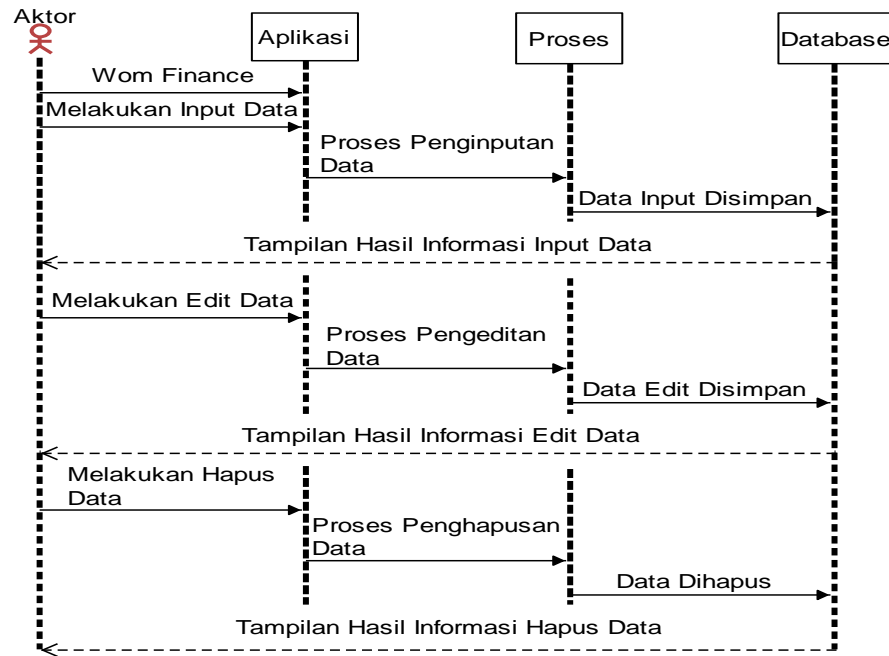 Aktor
Aplikasi
Proses
Database
Wom Finance
Melakukan Input Data
Proses Penginputan
Data
Data Input Disimpan
Tampilan Hasil Informasi Input Data
Melakukan Edit Data
Proses Pengeditan
Data
Data Edit Disimpan
Tampilan Hasil Informasi Edit Data
Melakukan Hapus
Data
Proses Penghapusan
Data
Data Dihapus
Tampilan Hasil Informasi Hapus Data